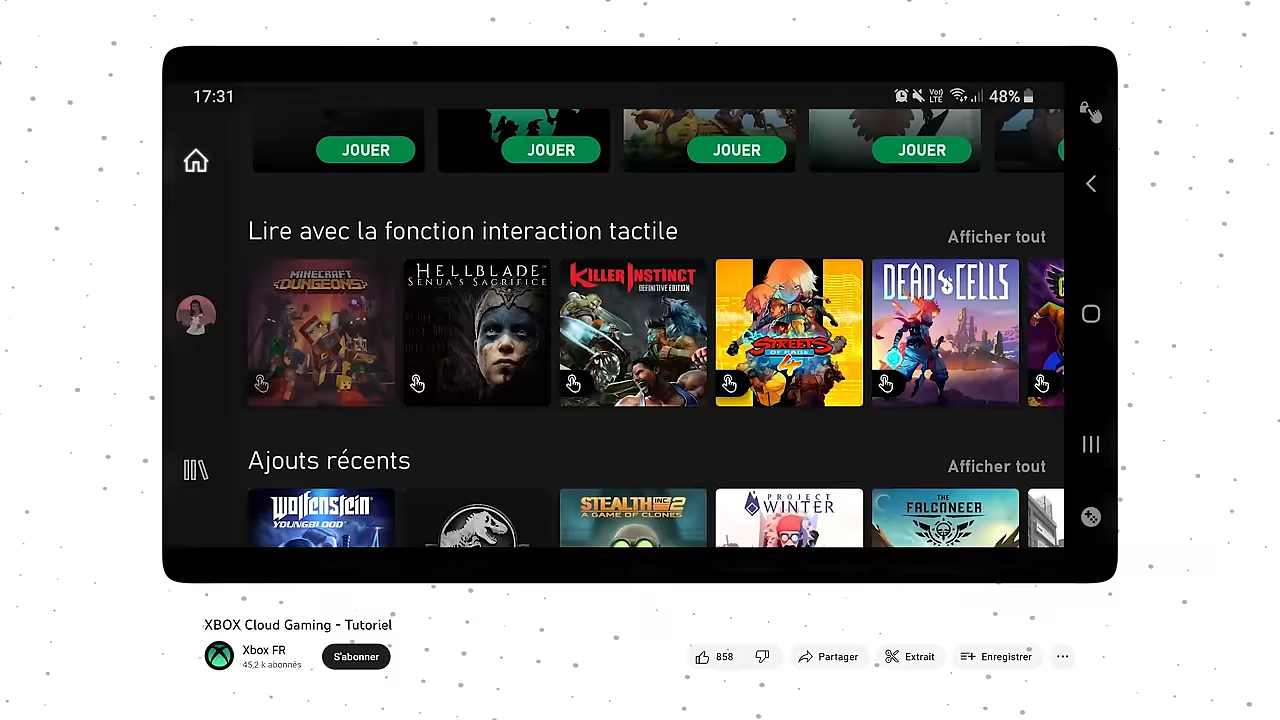 17:31
Vo))
LTE
48%
JOUER
JOUER
JOUER
JOUER
Lire avec la fonction interaction tactile
Afficher tout
MINECRAFT
DUNGEONS
HELLBLADE
SENUA'S SACRIFICE
KILLER INSTINCT
DEFINITIVE EDITION
STREETS
OF RAGE
4
DEAD CELLS
Ajouts récents
Afficher tout
Wolfenstein
YOUNGBLOOD
STEALTH INC. 2
A GAME OF CLONES
PROJECT
WINTER
THE
FALCONEER
XBOX Cloud Gaming - Tutoriel
Xbox FR
45,2 k abonnés
S'abonner
858
Partager
Extrait
Enregistrer